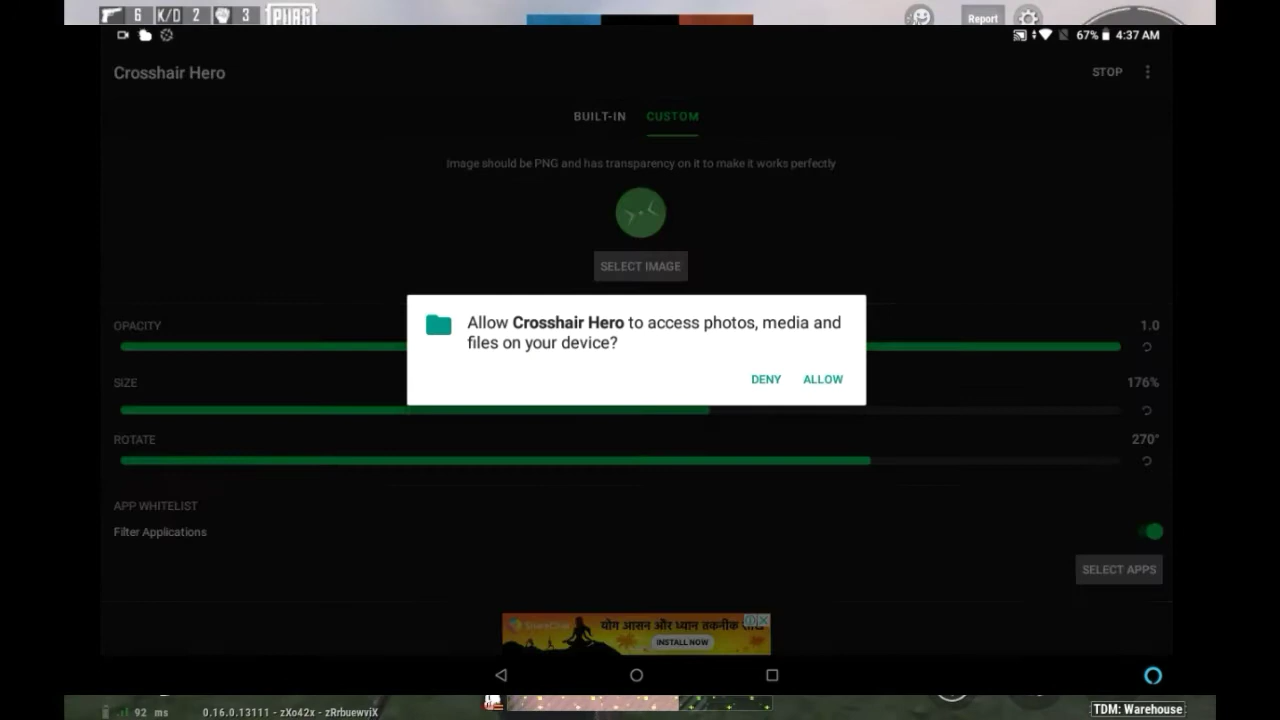 6 K/D 2 3 PUBG
Report
67% 4:37 AM
Crosshair Hero
STOP
BUILT-IN CUSTOM
Image should be PNG and has transparency on it to make it works perfectly
SELECT IMAGE
Allow Crosshair Hero to access photos, media and
files on your device?
DENY ALLOW
OPACITY 1.0
SIZE 176%
ROTATE 270°
APP WHITELIST
Filter Applications
SELECT APPS
ShareChat योग आसन और ध्यान तकनीक
INSTALL NOW
92 ms 0.16.0.13111 - zXo42x - zRrbuewviX
TDM: Warehouse